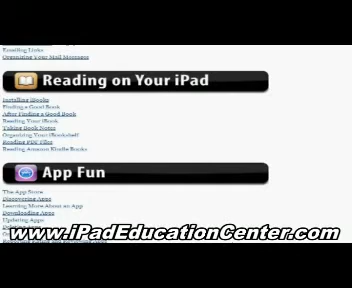 Emailing Links
Organizing Your Mail Messages
Reading on Your iPad
Installing iBooks
Finding a Good Book
After Finding a Good Book
Reading Your iBook
Taking Book Notes
Organizing Your iBookshelf
Reading PDF Files
Reading Amazon Kindle Books
App Fun
The App Store
Discovering Apps
Learning More About an App
Downloading Apps
Updating Apps
www.iPadEducationCenter.com